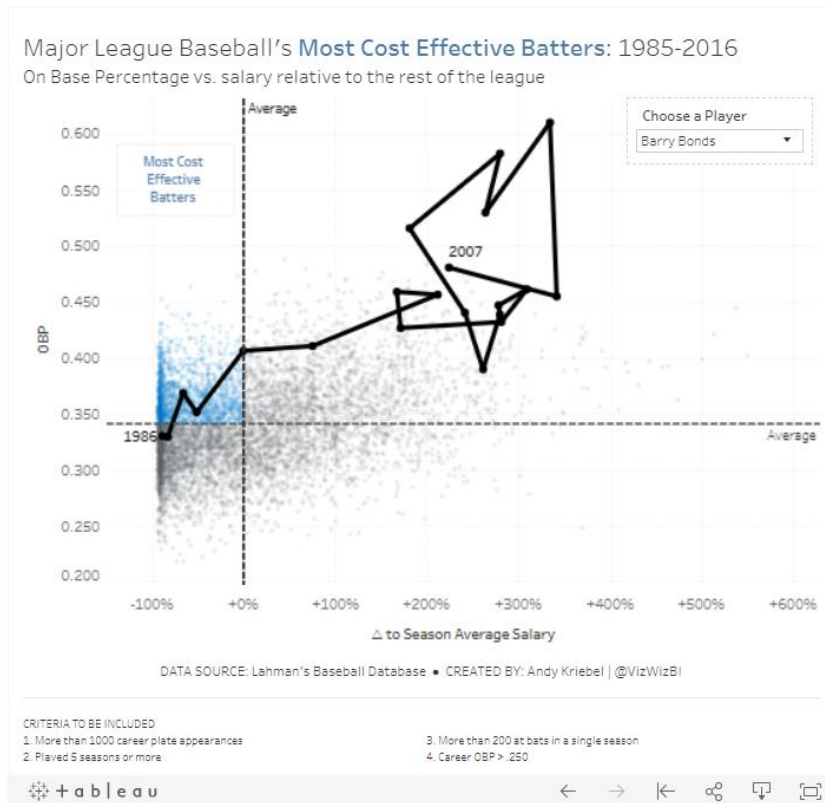 Major League Baseball's Most Cost Effective Batters: 1985-2016
On Base Percentage vs. salary relative to the rest of the league
Average
Choose a Player
Barry Bonds
Most Cost
Effective
Batters
0.600
0.550
0.500
0.450
0.400
0.350
0.300
0.250
0.200
OBP
2007
1986
Average
-100%
+0%
+100%
+200%
+300%
+400%
+500%
+600%
Δ to Season Average Salary
DATA SOURCE: Lahman's Baseball Database • CREATED BY: Andy Kriebel | @VizWizBI
CRITERIA TO BE INCLUDED
1. More than 1000 career plate appearances
2. Played 5 seasons or more
3. More than 200 at bats in a single season
4. Career OBP > .250
+ableau